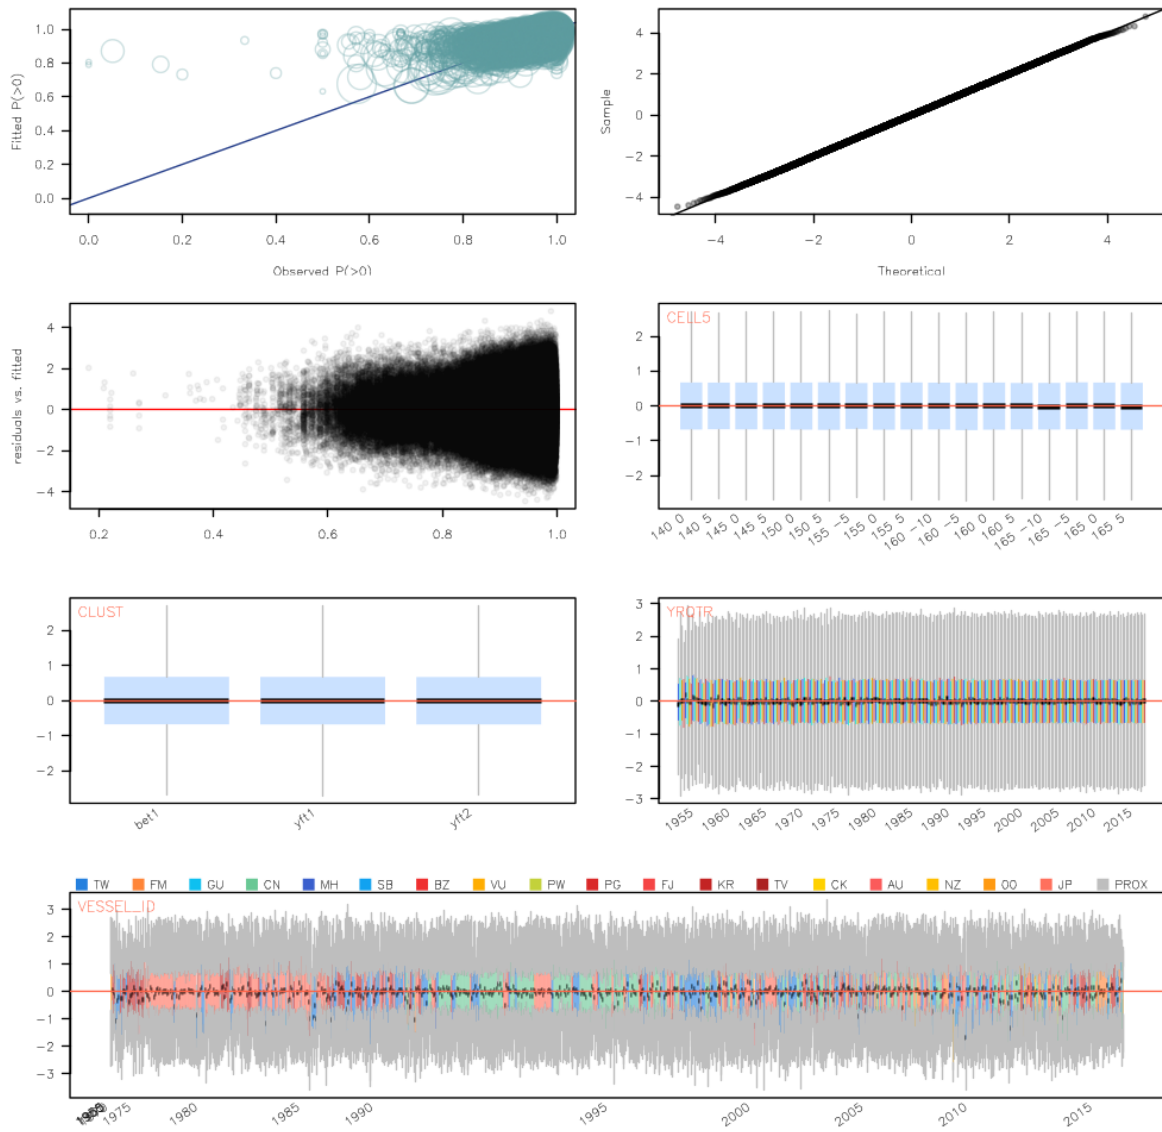 1.0
0.8
0.6
0.4
0.2
0.0
Fitted P(>0)
0.0 0.2 0.4 0.6 0.8 1.0
Observed P(>0)
4
2
0
−2
−4
Sample
−4 −2 0 2 4
Theoretical
4
2
0
−2
−4
residuals vs. fitted
0.2 0.4 0.6 0.8 1.0
CELL5
2
1
0
−1
−2
140 0 140 5 145 0 145 5 150 0 150 5 155 −5 155 0 155 5 160 −10 160 −5 160 0 160 5 165 −10 165 −5 165 0 165 5
CLUST
2
1
0
−1
−2
bet1 yft1 yft2
YRQTR
3
2
1
0
−1
−2
−3
1955 1960 1965 1970 1975 1980 1985 1990 1995 2000 2005 2010 2015
TW FM GU CN MH SB BZ VU PW PG FJ KR TV CK AU NZ OO JP PROX
VESSEL_ID
3
2
1
0
−1
−2
−3
1975 1980 1985 1990 1995 2000 2005 2010 2015